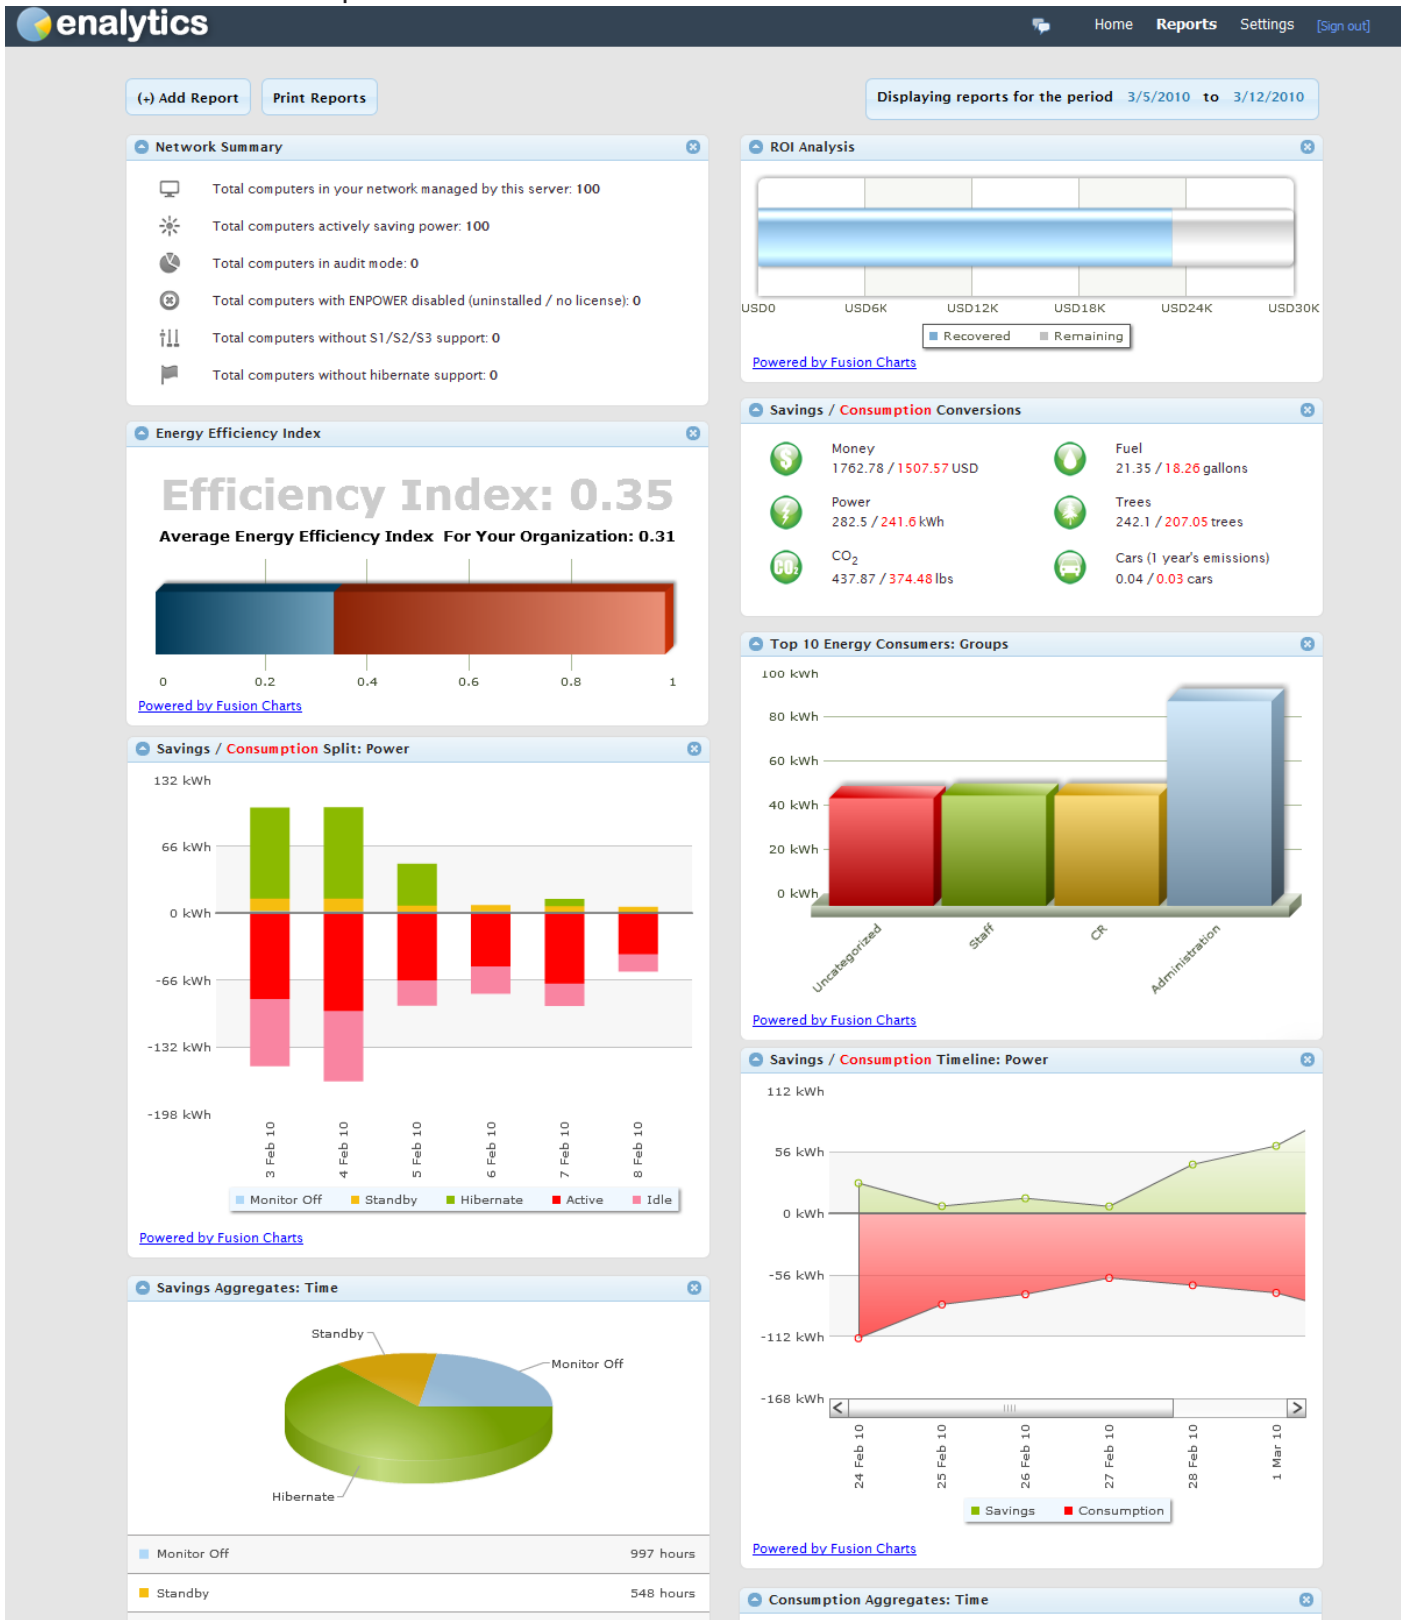 enalytics
Home Reports Settings [Sign out]
(+) Add Report Print Reports
Displaying reports for the period 3/5/2010 to 3/12/2010
Network Summary
Total computers in your network managed by this server: 100
Total computers actively saving power: 100
Total computers in audit mode: 0
Total computers with ENPOWER disabled (uninstalled / no license): 0
Total computers without S1/S2/S3 support: 0
Total computers without hibernate support: 0
Energy Efficiency Index
Efficiency Index: 0.35
Average Energy Efficiency Index For Your Organization: 0.31
0 0.2 0.4 0.6 0.8 1
Powered by Fusion Charts
Savings / Consumption Split: Power
132 kWh
66 kWh
0 kWh
-66 kWh
-132 kWh
-198 kWh
3 Feb 10
4 Feb 10
5 Feb 10
6 Feb 10
7 Feb 10
8 Feb 10
Monitor Off Standby Hibernate Active Idle
Powered by Fusion Charts
Savings Aggregates: Time
Standby
Monitor Off
Hibernate
Monitor Off 997 hours
Standby 548 hours
ROI Analysis
USD0 USD6K USD12K USD18K USD24K USD30K
Recovered Remaining
Powered by Fusion Charts
Savings / Consumption Conversions
Money
1762.78 / 1507.57 USD
Fuel
21.35 / 18.26 gallons
Power
282.5 / 241.6 kWh
Trees
242.1 / 207.05 trees
CO2
437.87 / 374.48 lbs
Cars (1 year's emissions)
0.04 / 0.03 cars
CO2
Top 10 Energy Consumers: Groups
100 kWh
80 kWh
60 kWh
40 kWh
20 kWh
0 kWh
Uncategorized
Staff
CR
Administration
Powered by Fusion Charts
Savings / Consumption Timeline: Power
112 kWh
56 kWh
0 kWh
-56 kWh
-112 kWh
-168 kWh
24 Feb 10
25 Feb 10
26 Feb 10
27 Feb 10
28 Feb 10
1 Mar 10
Savings Consumption
Powered by Fusion Charts
Consumption Aggregates: Time